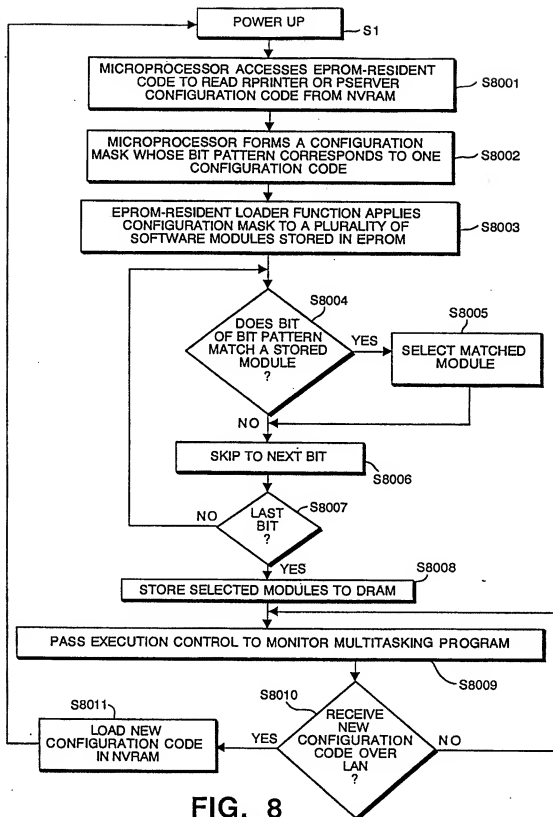 POWER UP
S1
MICROPROCESSOR ACCESSES EPROM-RESIDENT
CODE TO READ RPRINTER OR PSERVER
CONFIGURATION CODE FROM NVRAM
S8001
MICROPROCESSOR FORMS A CONFIGURATION
MASK WHOSE BIT PATTERN CORRESPONDS TO ONE
CONFIGURATION CODE
S8002
EPROM-RESIDENT LOADER FUNCTION APPLIES
CONFIGURATION MASK TO A PLURALITY OF
SOFTWARE MODULES STORED IN EPROM
S8003
S8004
DOES BIT
OF BIT PATTERN
MATCH A STORED
MODULE
?
YES
S8005
SELECT MATCHED
MODULE
NO
SKIP TO NEXT BIT
S8006
S8007
LAST
BIT
?
NO
YES
S8008
STORE SELECTED MODULES TO DRAM
PASS EXECUTION CONTROL TO MONITOR MULTITASKING PROGRAM
S8009
S8010
RECEIVE
NEW
CONFIGURATION
CODE OVER
LAN
?
YES
NO
S8011
LOAD NEW
CONFIGURATION CODE
IN NVRAM
FIG. 8